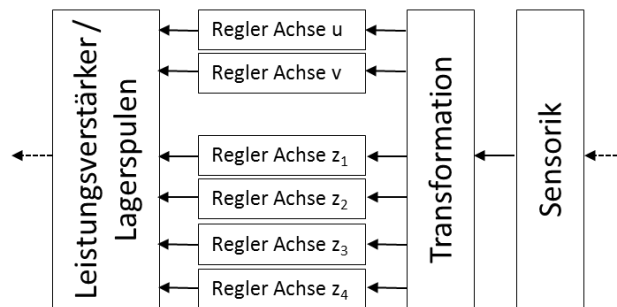 Leistungsverstärker /
Lagerspulen
Regler Achse u
Regler Achse v
Regler Achse z₁
Regler Achse z₂
Regler Achse z₃
Regler Achse z₄
Transformation
Sensorik